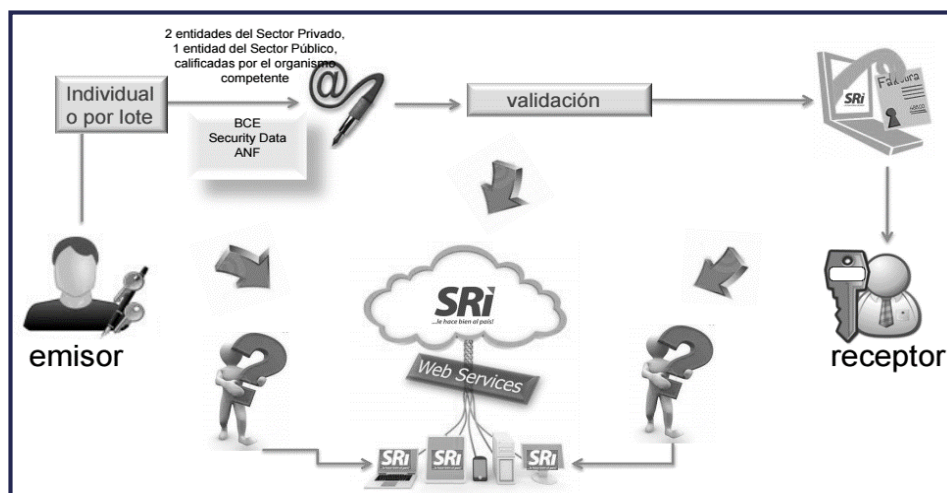 2 entidades del Sector Privado,
1 entidad del Sector Público,
calificadas por el organismo
competente
Individual
o por lote
BCE
Security Data
ANF
validación
SRi
Faktura
emisor
SRi
...le hace bien al país!
Web Services
receptor
SRi
SRi
SRi